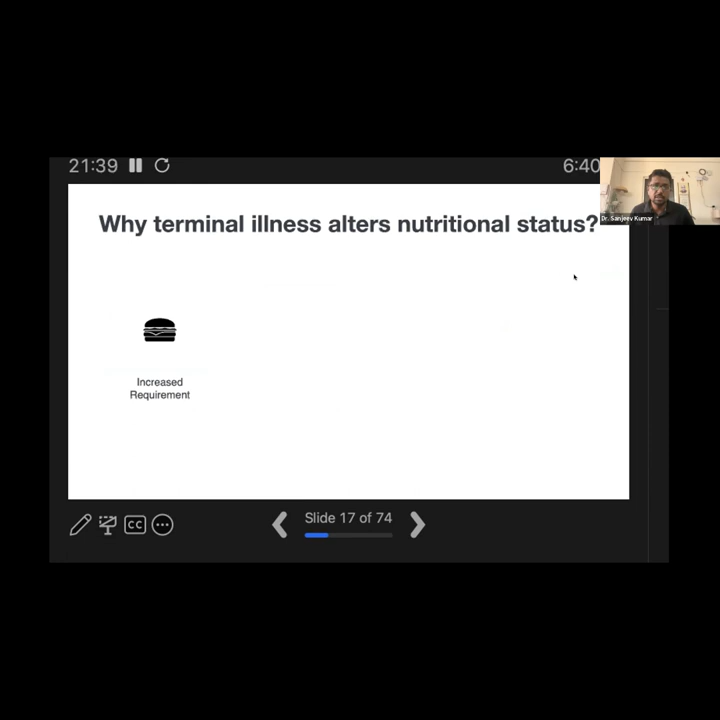 21:39
6:40
Dr. Sanjeev Kumar
Why terminal illness alters nutritional status?
Increased
Requirement
CC
Slide 17 of 74